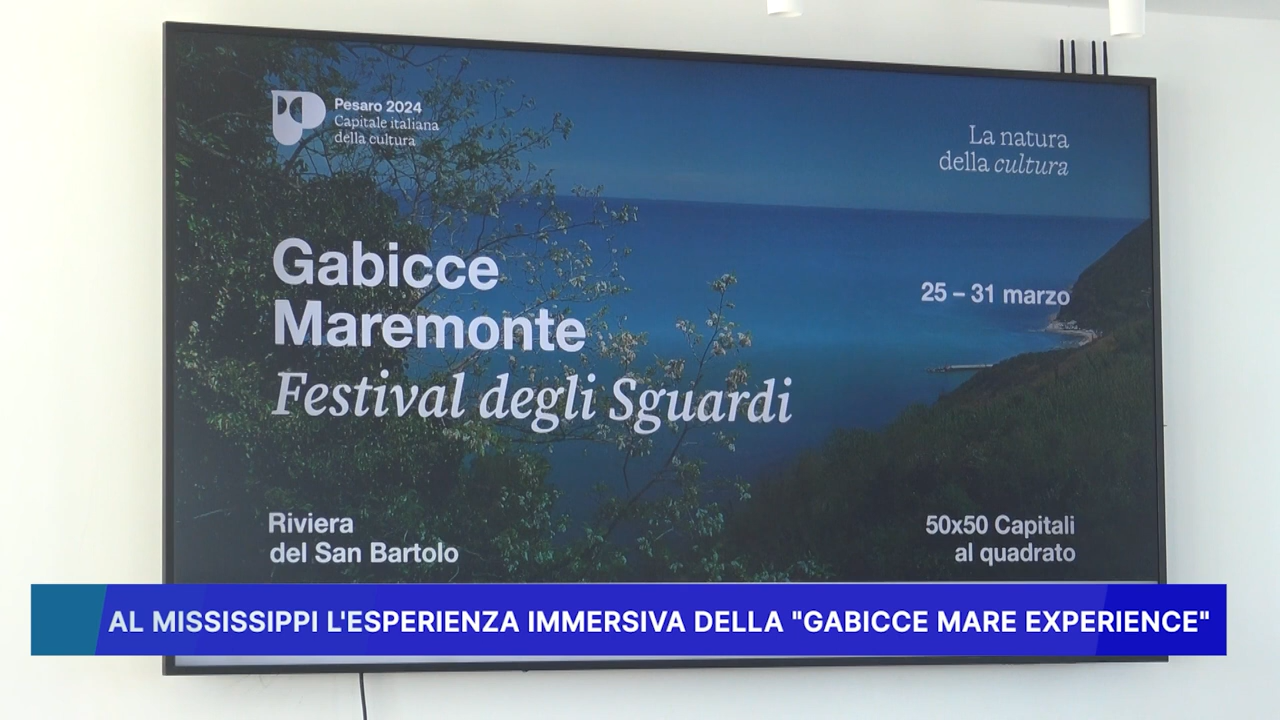 Pesaro 2024
Capitale italiana
della cultura
La natura
della cultura
Gabicce
Maremonte
Festival degli Sguardi
25 – 31 marzo
Riviera
del San Bartolo
50x50 Capitali
al quadrato
AL MISSISSIPPI L'ESPERIENZA IMMERSIVA DELLA "GABICCE MARE EXPERIENCE"